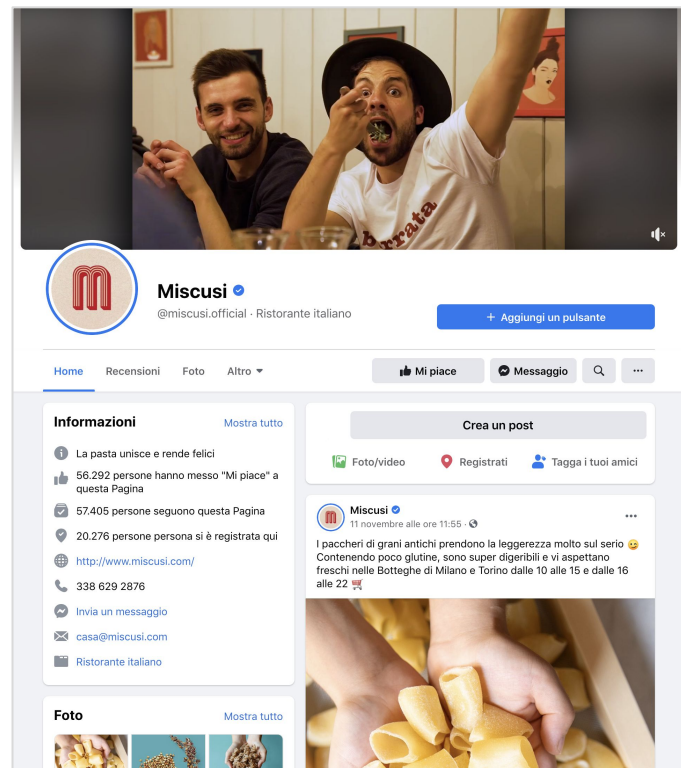 burrata
m
Miscusi
@miscusi.official · Ristorante italiano
+ Aggiungi un pulsante
Home
Recensioni
Foto
Altro
Mi piace
Messaggio
Informazioni
Mostra tutto
La pasta unisce e rende felici
56.292 persone hanno messo "Mi piace" a
questa Pagina
57.405 persone seguono questa Pagina
20.276 persone persona si è registrata qui
http://www.miscusi.com/
338 629 2876
Invia un messaggio
casa@miscusi.com
Ristorante italiano
Foto
Mostra tutto
Crea un post
Foto/video
Registrati
Tagga i tuoi amici
Miscusi
11 novembre alle ore 11:55 ·
I paccheri di grani antichi prendono la leggerezza molto sul serio 😄
Contenendo poco glutine, sono super digeribili e vi aspettano
freschi nelle Botteghe di Milano e Torino dalle 10 alle 15 e dalle 16
alle 22 🛒